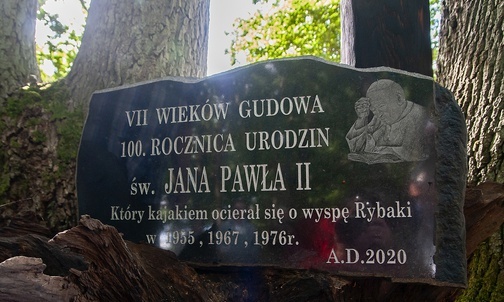 VII WIEKÓW GUDOWA
100. ROCZNICA URODZIN
św. JANA PAWŁA II
Który kajakiem ocierał się o wyspę Rybaki
w 1955, 1967, 1976r.
A.D.2020